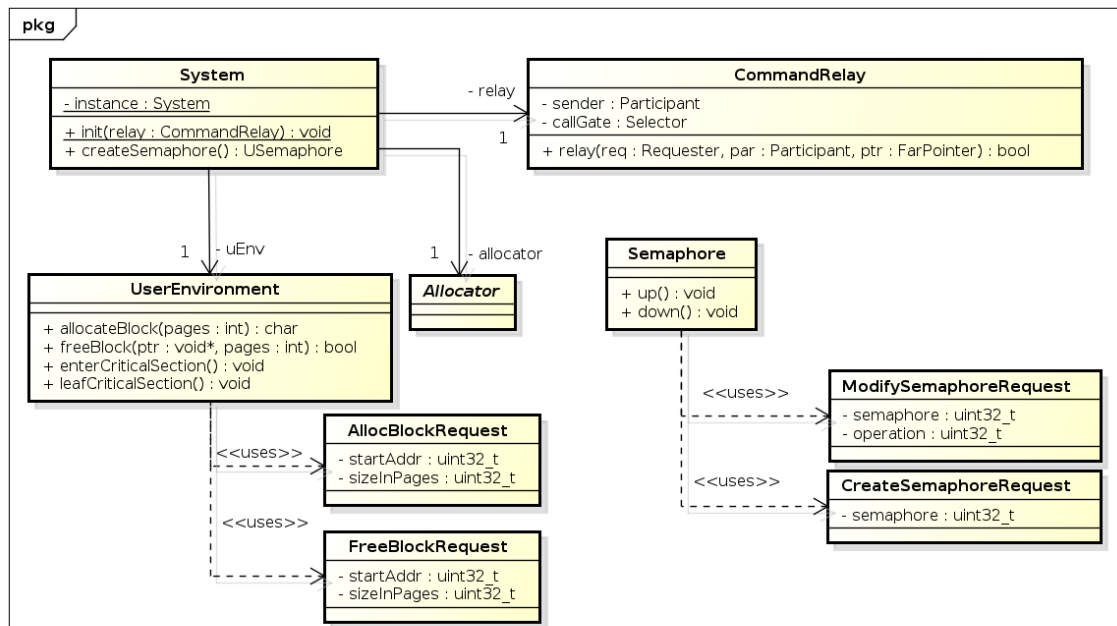 pkg
System
- instance : System
+ init(relay : CommandRelay) : void
+ createSemaphore() : USemaphore
- relay
1
CommandRelay
- sender : Participant
- callGate : Selector
+ relay(req : Requester, par : Participant, ptr : FarPointer) : bool
1
- uEnv
1
- allocator
UserEnvironment
+ allocateBlock(pages : int) : char
+ freeBlock(ptr : void*, pages : int) : bool
+ enterCriticalSection() : void
+ leafCriticalSection() : void
Allocator
Semaphore
+ up() : void
+ down() : void
<<uses>>
ModifySemaphoreRequest
- semaphore : uint32_t
- operation : uint32_t
<<uses>>
CreateSemaphoreRequest
- semaphore : uint32_t
<<uses>>
AllocBlockRequest
- startAddr : uint32_t
- sizeInPages : uint32_t
<<uses>>
FreeBlockRequest
- startAddr : uint32_t
- sizeInPages : uint32_t